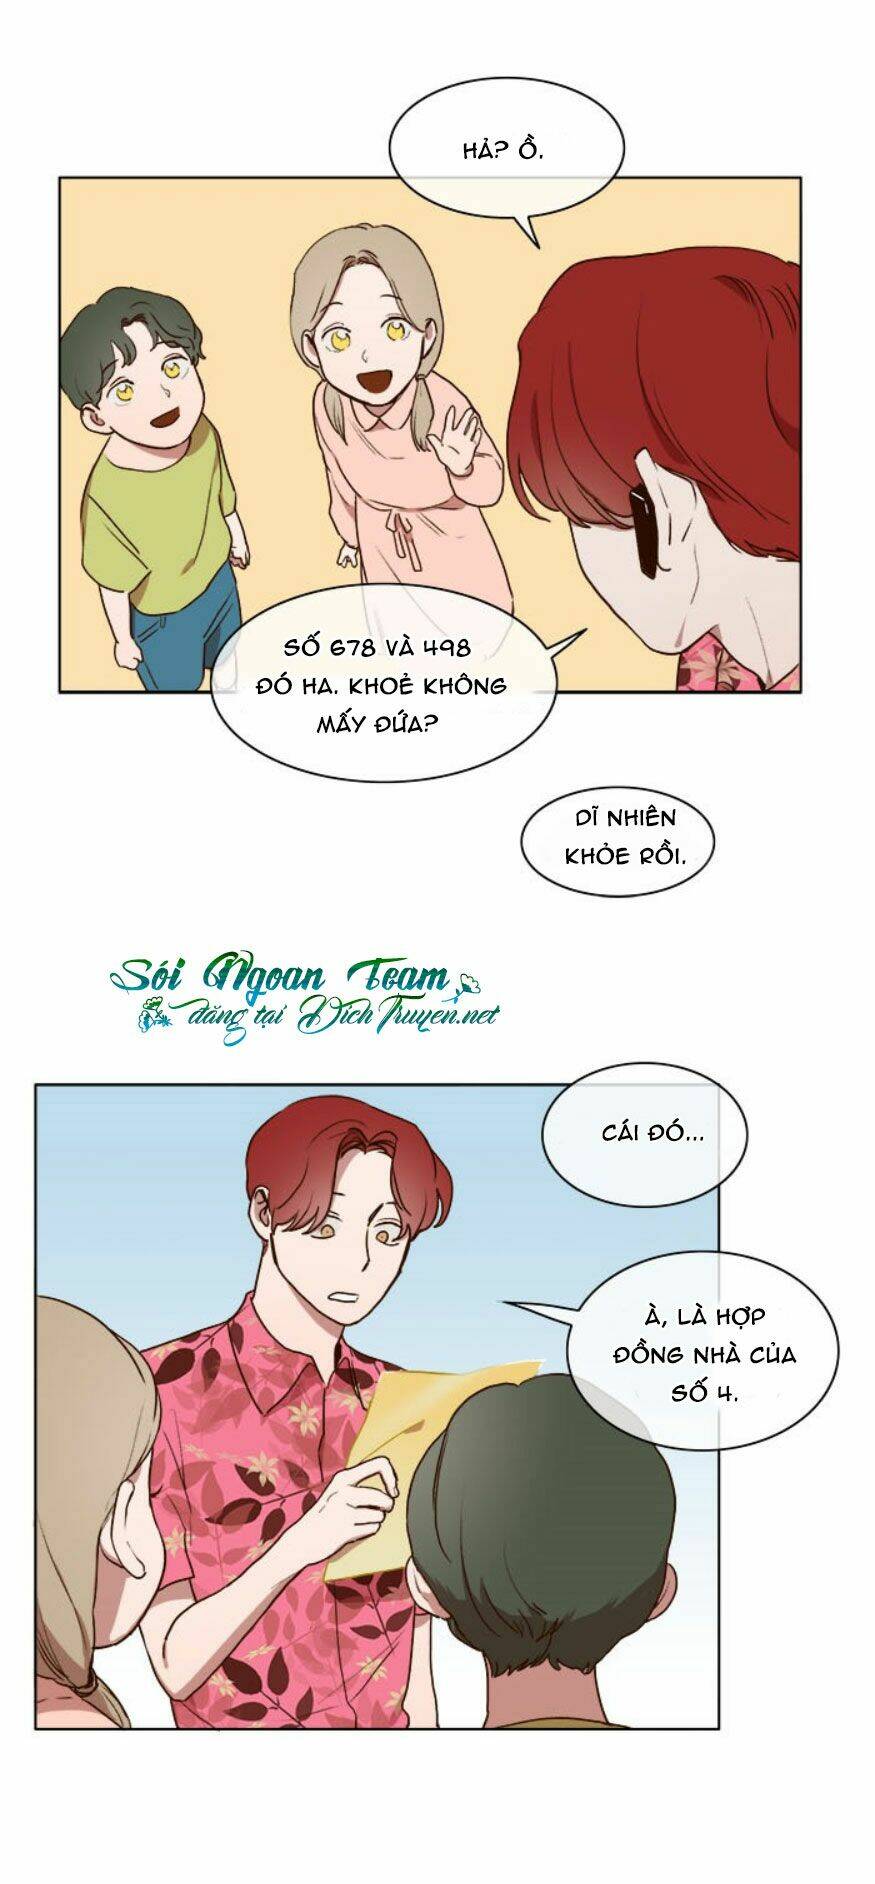 HẢ? Ồ.
SỐ 678 VÀ 498
ĐÓ HA. KHOẺ KHÔNG
MẤY ĐỨA?
DĨ NHIÊN
KHỎE RỒI.
Sói Ngoan Team
đăng tại DichTruyen.net
CÁI ĐÓ...
À, LÀ HỢP
ĐỒNG NHÀ CỦA
SỐ 4.